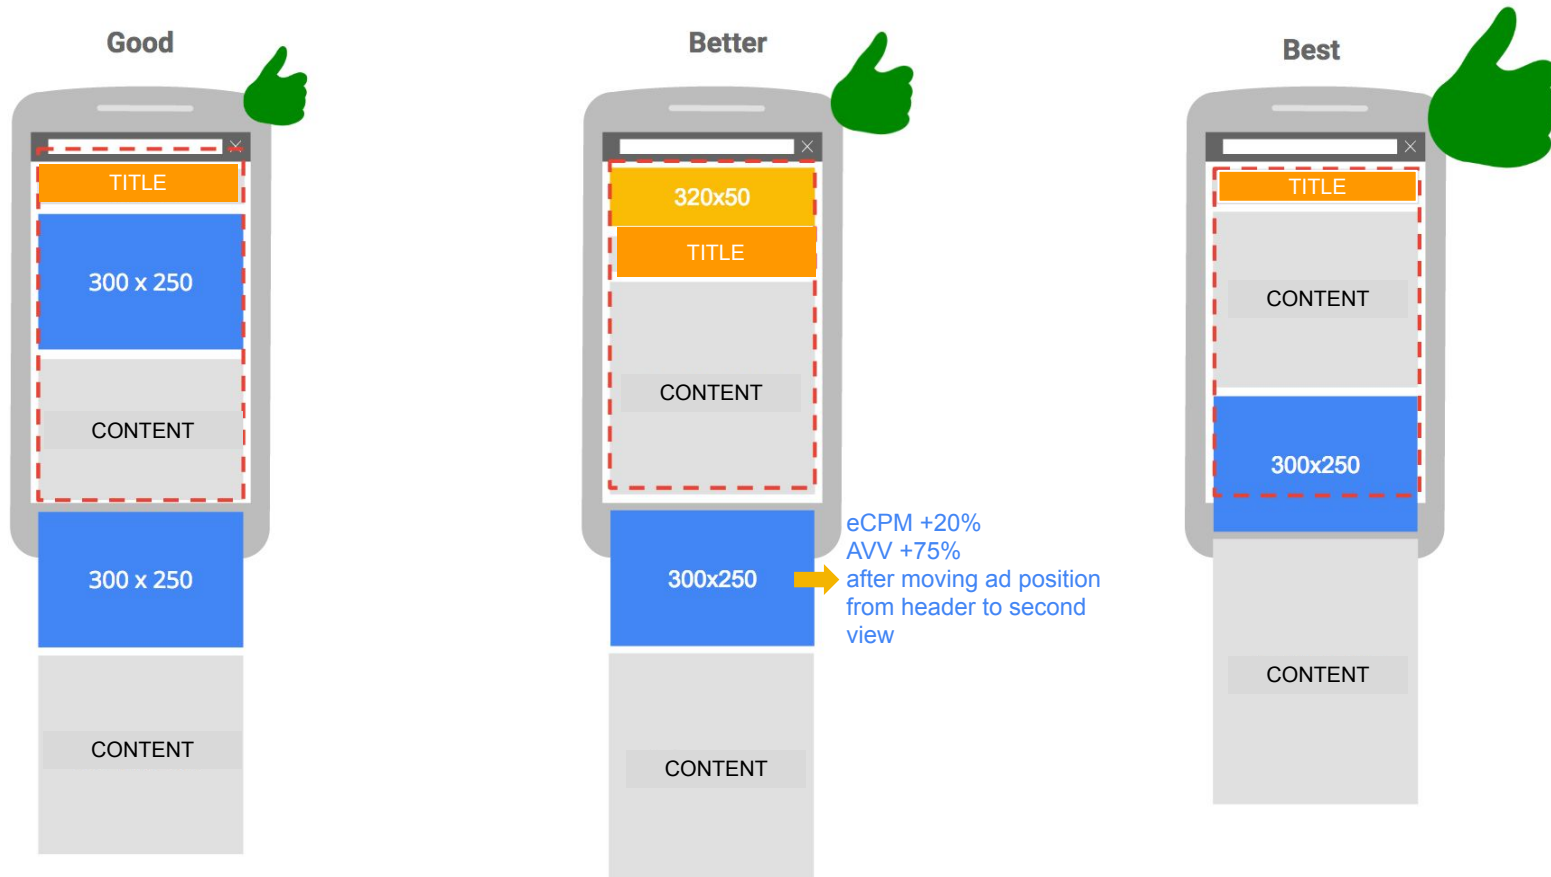 Good
TITLE
300 x 250
CONTENT
300 x 250
CONTENT
Better
320x50
TITLE
CONTENT
300x250
eCPM +20%
AVV +75%
after moving ad position
from header to second
view
CONTENT
Best
TITLE
CONTENT
300x250
CONTENT